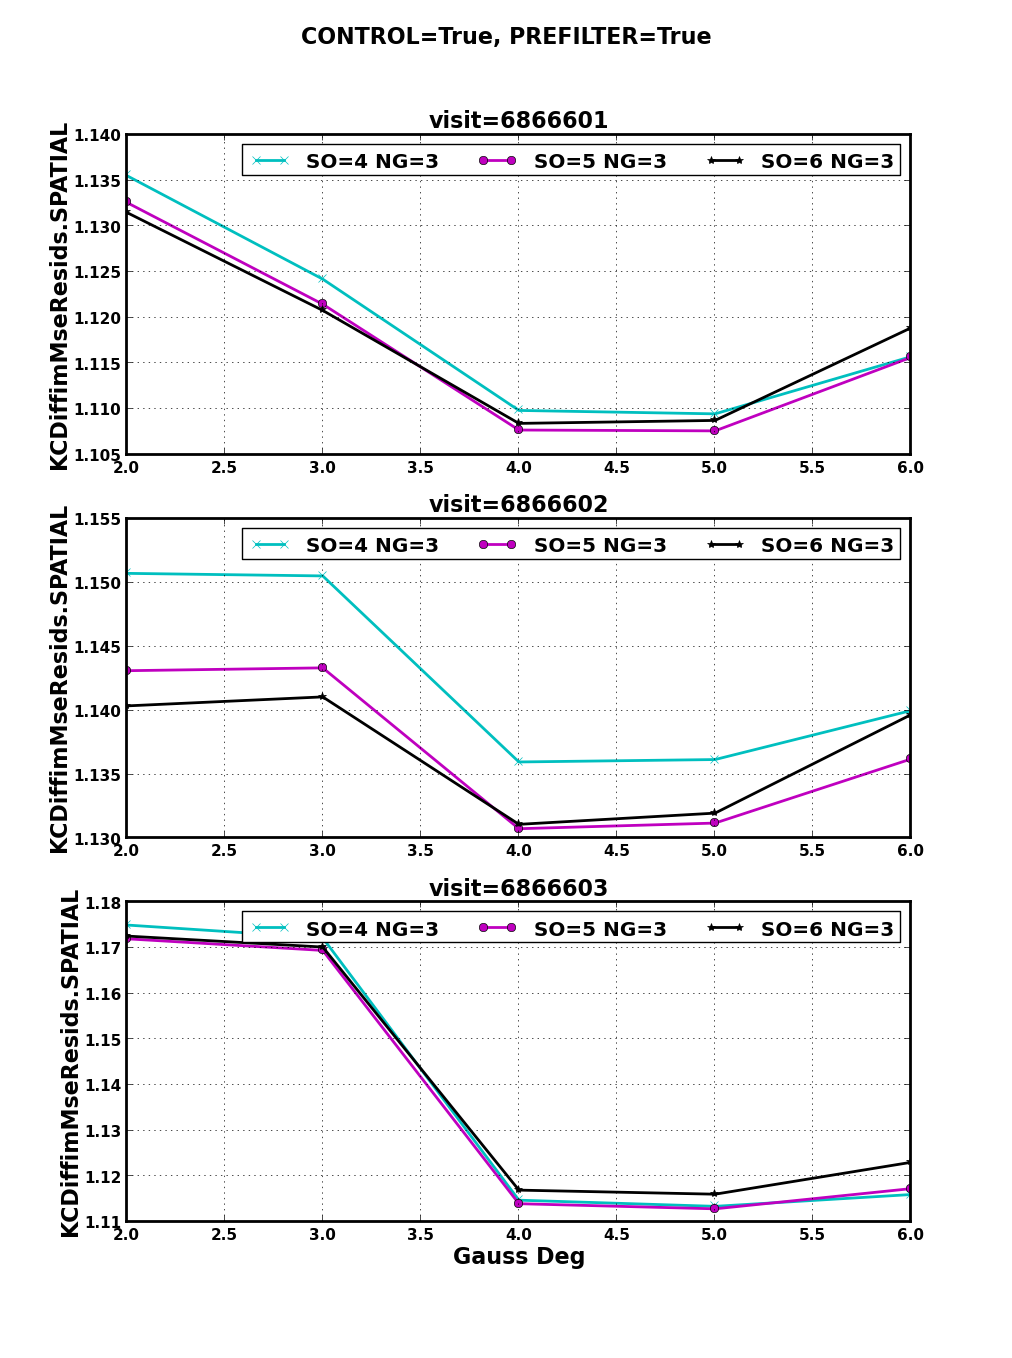 CONTROL=True, PREFILTER=True
visit=6866601
KCDiffimMseResids.SPATIAL
1.140
1.135
1.130
1.125
1.120
1.115
1.110
1.105
SO=4 NG=3 SO=5 NG=3 SO=6 NG=3
2.0 2.5 3.0 3.5 4.0 4.5 5.0 5.5 6.0
visit=6866602
KCDiffimMseResids.SPATIAL
1.155
1.150
1.145
1.140
1.135
1.130
SO=4 NG=3 SO=5 NG=3 SO=6 NG=3
2.0 2.5 3.0 3.5 4.0 4.5 5.0 5.5 6.0
visit=6866603
KCDiffimMseResids.SPATIAL
1.18
1.17
1.16
1.15
1.14
1.13
1.12
1.11
SO=4 NG=3 SO=5 NG=3 SO=6 NG=3
2.0 2.5 3.0 3.5 4.0 4.5 5.0 5.5 6.0
Gauss Deg